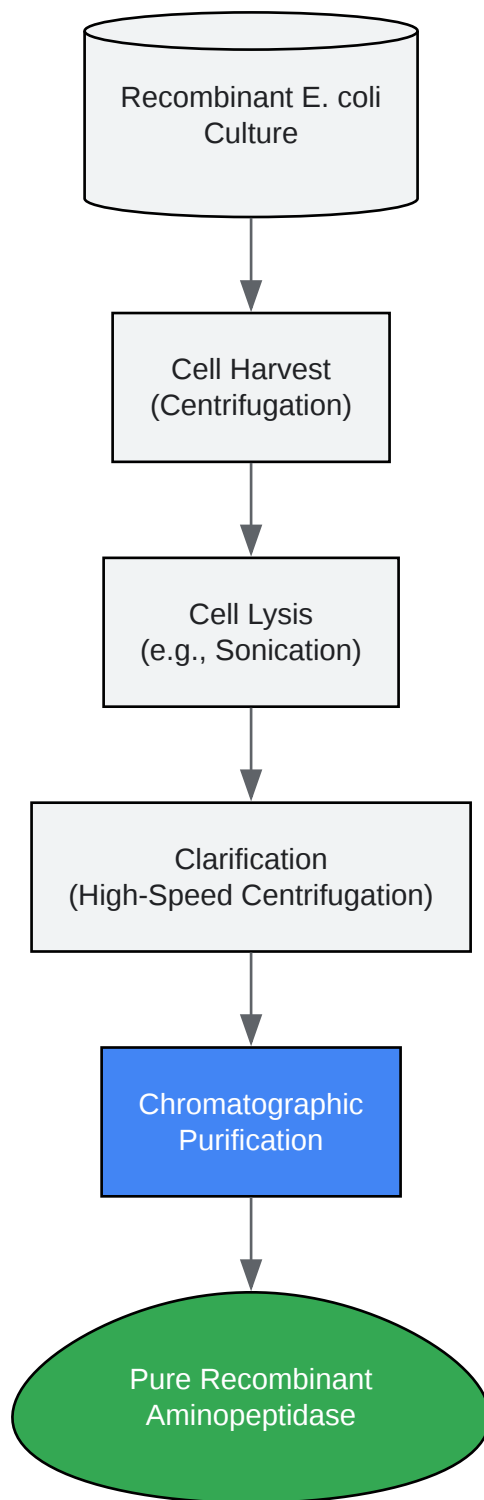 Recombinant E. coli
Culture
Cell Harvest
(Centrifugation)
Cell Lysis
(e.g., Sonication)
Clarification
(High-Speed Centrifugation)
Chromatographic
Purification
Pure Recombinant
Aminopeptidase